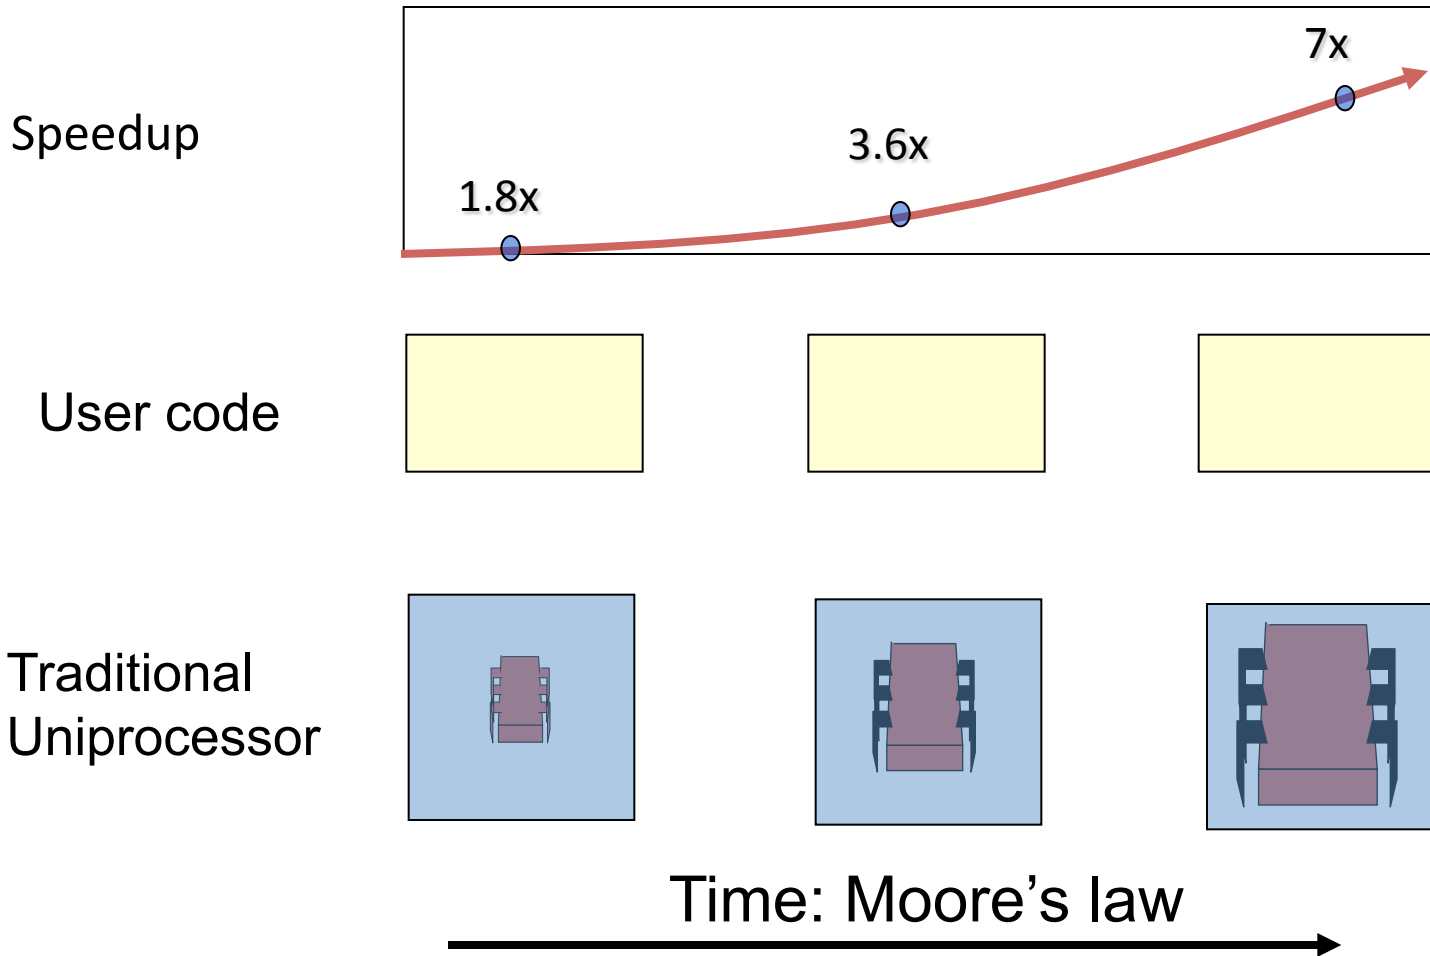 7x
3.6x
Speedup
1.8x
User code
Traditional
Uniprocessor
Time: Moore’s law